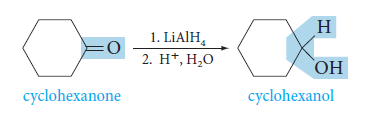 =O
1. LiAlH₄
2. H⁺, H₂O
H
OH
cyclohexanone
cyclohexanol